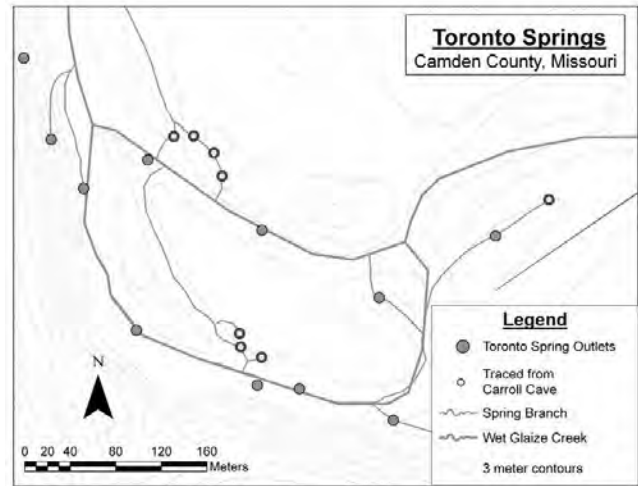 Toronto Springs
Camden County, Missouri
N
0 20 40 80 120 160
Meters
Legend
Toronto Spring Outlets
Traced from
Carroll Cave
Spring Branch
Wet Glaize Creek
3 meter contours